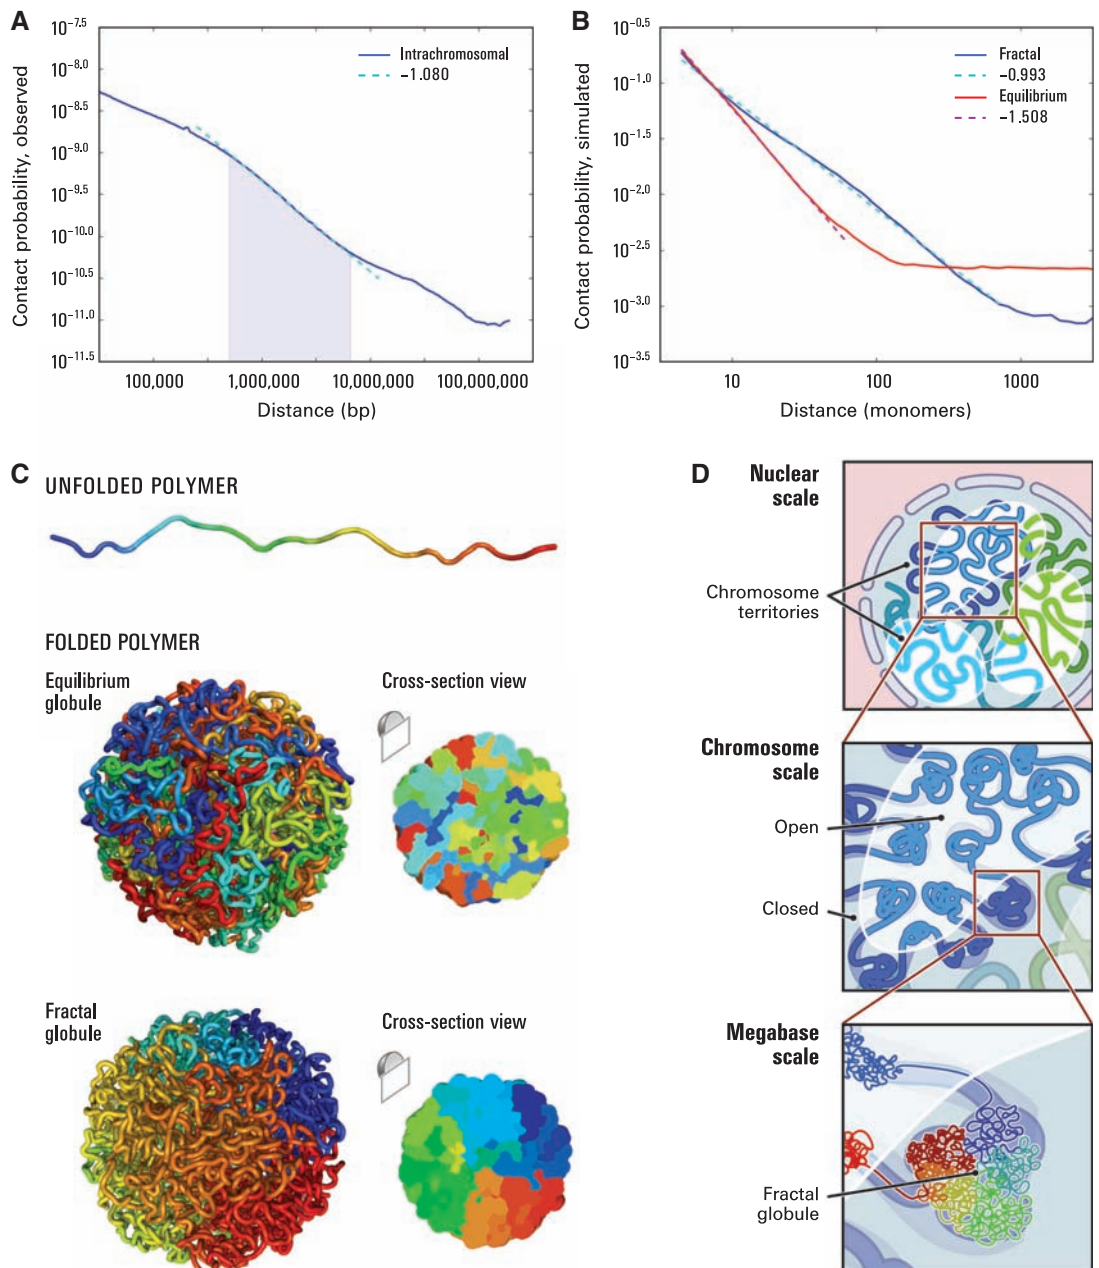 A
Contact probability, observed
10^−7.5
10^−8.0
10^−8.5
10^−9.0
10^−9.5
10^−10.0
10^−10.5
10^−11.0
10^−11.5
Intrachromosomal
−1.080
100,000
1,000,000
10,000,000
100,000,000
Distance (bp)
B
Contact probability, simulated
10^−0.5
10^−1.0
10^−1.5
10^−2.0
10^−2.5
10^−3.0
10^−3.5
Fractal
−0.993
Equilibrium
−1.508
10
100
1000
Distance (monomers)
C
UNFOLDED POLYMER
FOLDED POLYMER
Equilibrium
globule
Cross-section view
Fractal
globule
Cross-section view
D
Nuclear
scale
Chromosome
territories
Chromosome
scale
Open
Closed
Megabase
scale
Fractal
globule